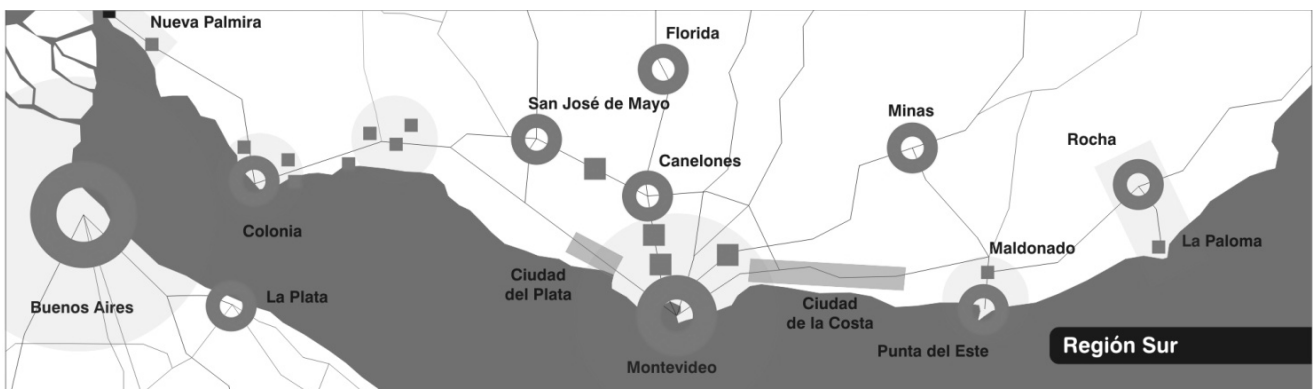 Nueva Palmira
Florida
San José de Mayo
Minas
Rocha
Canelones
Colonia
Maldonado
La Paloma
Ciudad
del Plata
La Plata
Buenos Aires
Ciudad
de la Costa
Punta del Este
Región Sur
Montevideo